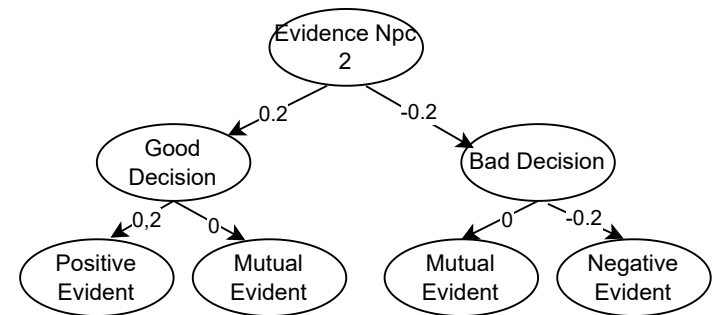 Evidence Npc
2
0.2
-0.2
Good
Decision
Bad Decision
0,2
0
0
-0.2
Positive
Evident
Mutual
Evident
Mutual
Evident
Negative
Evident